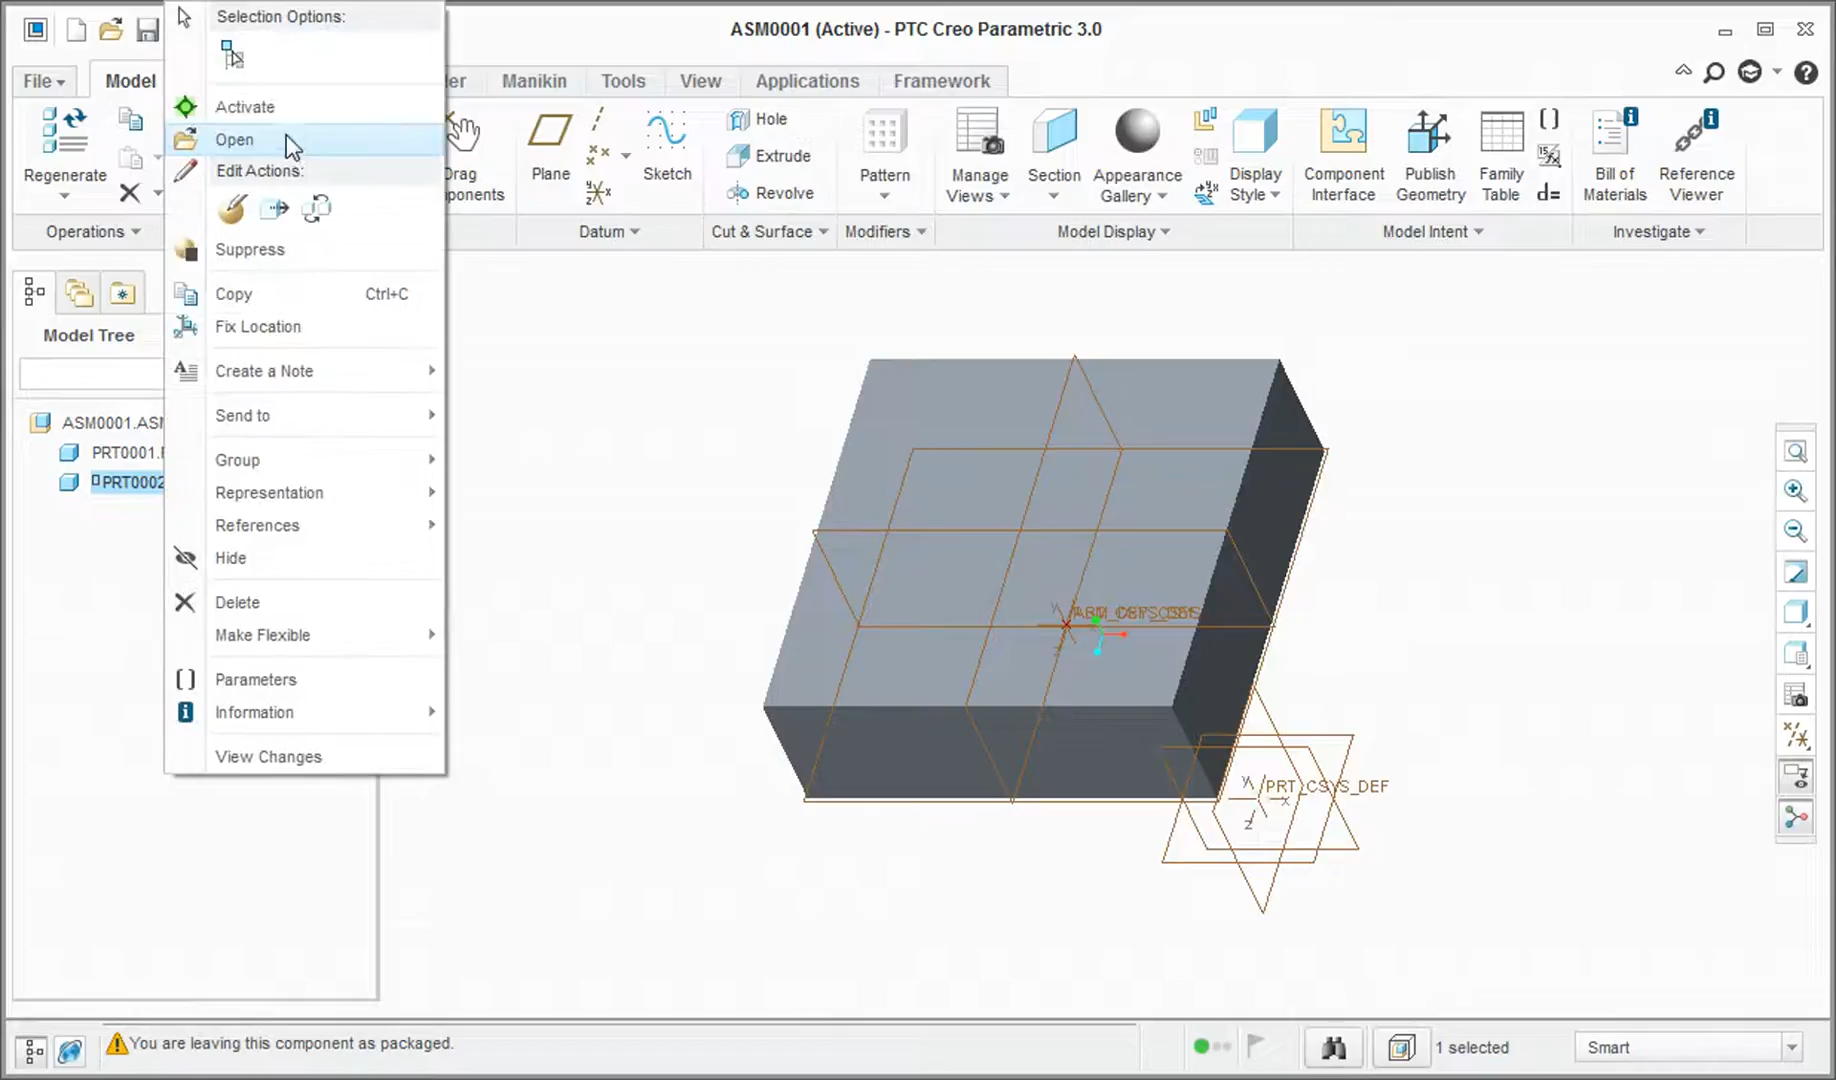 ASM0001 (Active) - PTC Creo Parametric 3.0
File
Model
Manikin
Tools
View
Applications
Framework
Regenerate
Operations
Plane
Sketch
Datum
Hole
Extrude
Revolve
Cut & Surface
Pattern
Modifiers
Manage Views
Section
Appearance Gallery
Display Style
Model Display
Component Interface
Publish Geometry
Family Table
d=
Model Intent
Bill of Materials
Reference Viewer
Investigate
Selection Options:
Activate
Open
Edit Actions:
Suppress
Copy Ctrl+C
Fix Location
Create a Note
Send to
Group
Representation
References
Hide
Delete
Make Flexible
Parameters
Information
View Changes
Model Tree
ASM0001.ASM
PRT0001.
PRT0002
PRT_CSYS_DEF
You are leaving this component as packaged.
1 selected
Smart